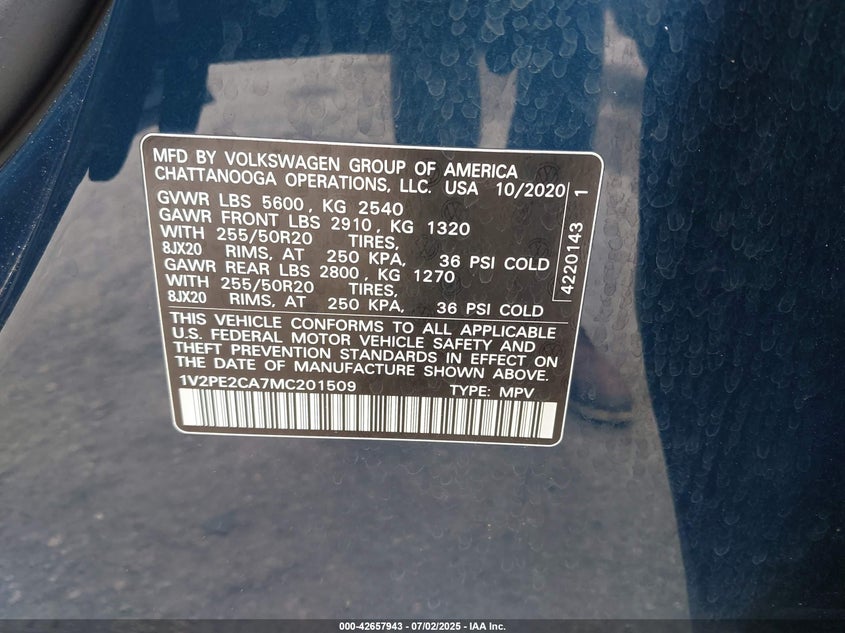 MFD BY VOLKSWAGEN GROUP OF AMERICA
CHATTANOOGA OPERATIONS, LLC. USA 10/2020
GVWR LBS 5600, KG 2540
GAWR FRONT LBS 2910, KG 1320
WITH 255/50R20 TIRES,
8JX20 RIMS, AT 250 KPA, 36 PSI COLD
GAWR REAR LBS 2800, KG 1270
WITH 255/50R20 TIRES,
8JX20 RIMS, AT 250 KPA, 36 PSI COLD
4220143 1
THIS VEHICLE CONFORMS TO ALL APPLICABLE
U.S. FEDERAL MOTOR VEHICLE SAFETY AND
THEFT PREVENTION STANDARDS IN EFFECT ON
THE DATE OF MANUFACTURE SHOWN ABOVE.
1V2PE2CA7MC201509 TYPE: MPV
000-42657943 - 07/02/2025 - IAA Inc.